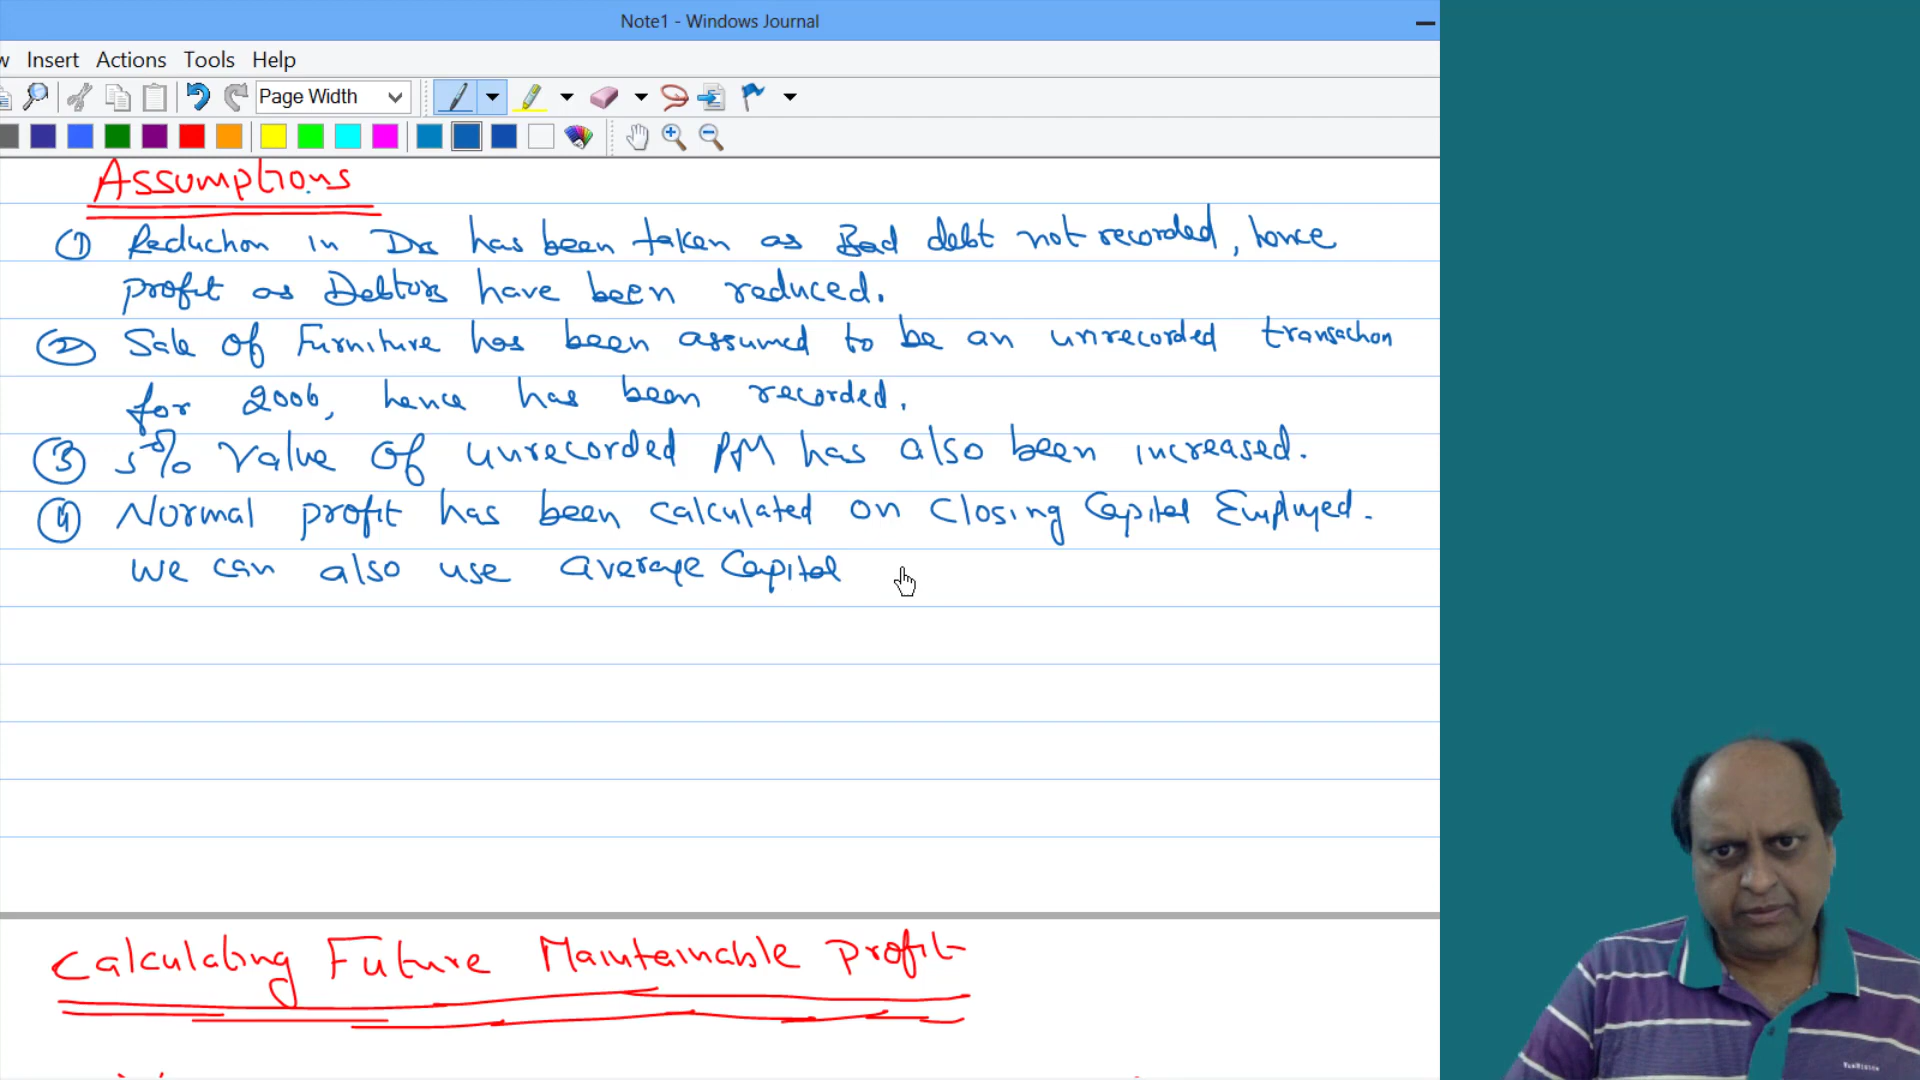 Note1 - Windows Journal
w Insert Actions Tools Help
Page Width
Assumptions
① Reduction in Drs has been taken as Bad debt not recorded, hence
profit as Debtors have been reduced.
② Sale of Furniture has been assumed to be an unrecorded transaction
for 2006, hence has been recorded.
③ 5% Value of unrecorded PM has also been increased.
④ Normal profit has been calculated on Closing Capital Employed.
We can also use average Capital
Calculating Future Maintainable Profit